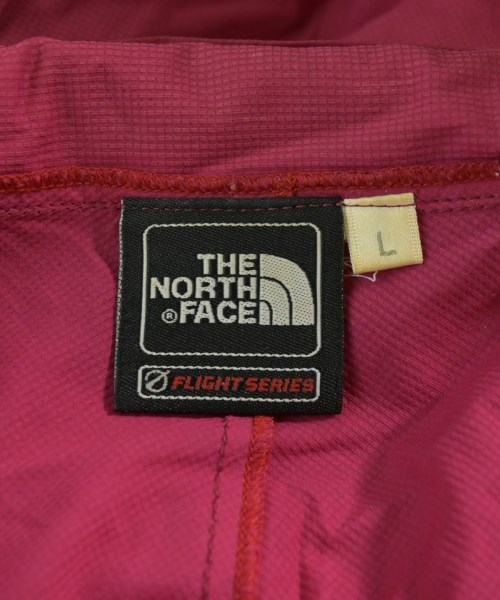 THE
NORTH
® FACE
FLIGHT SERIES
L